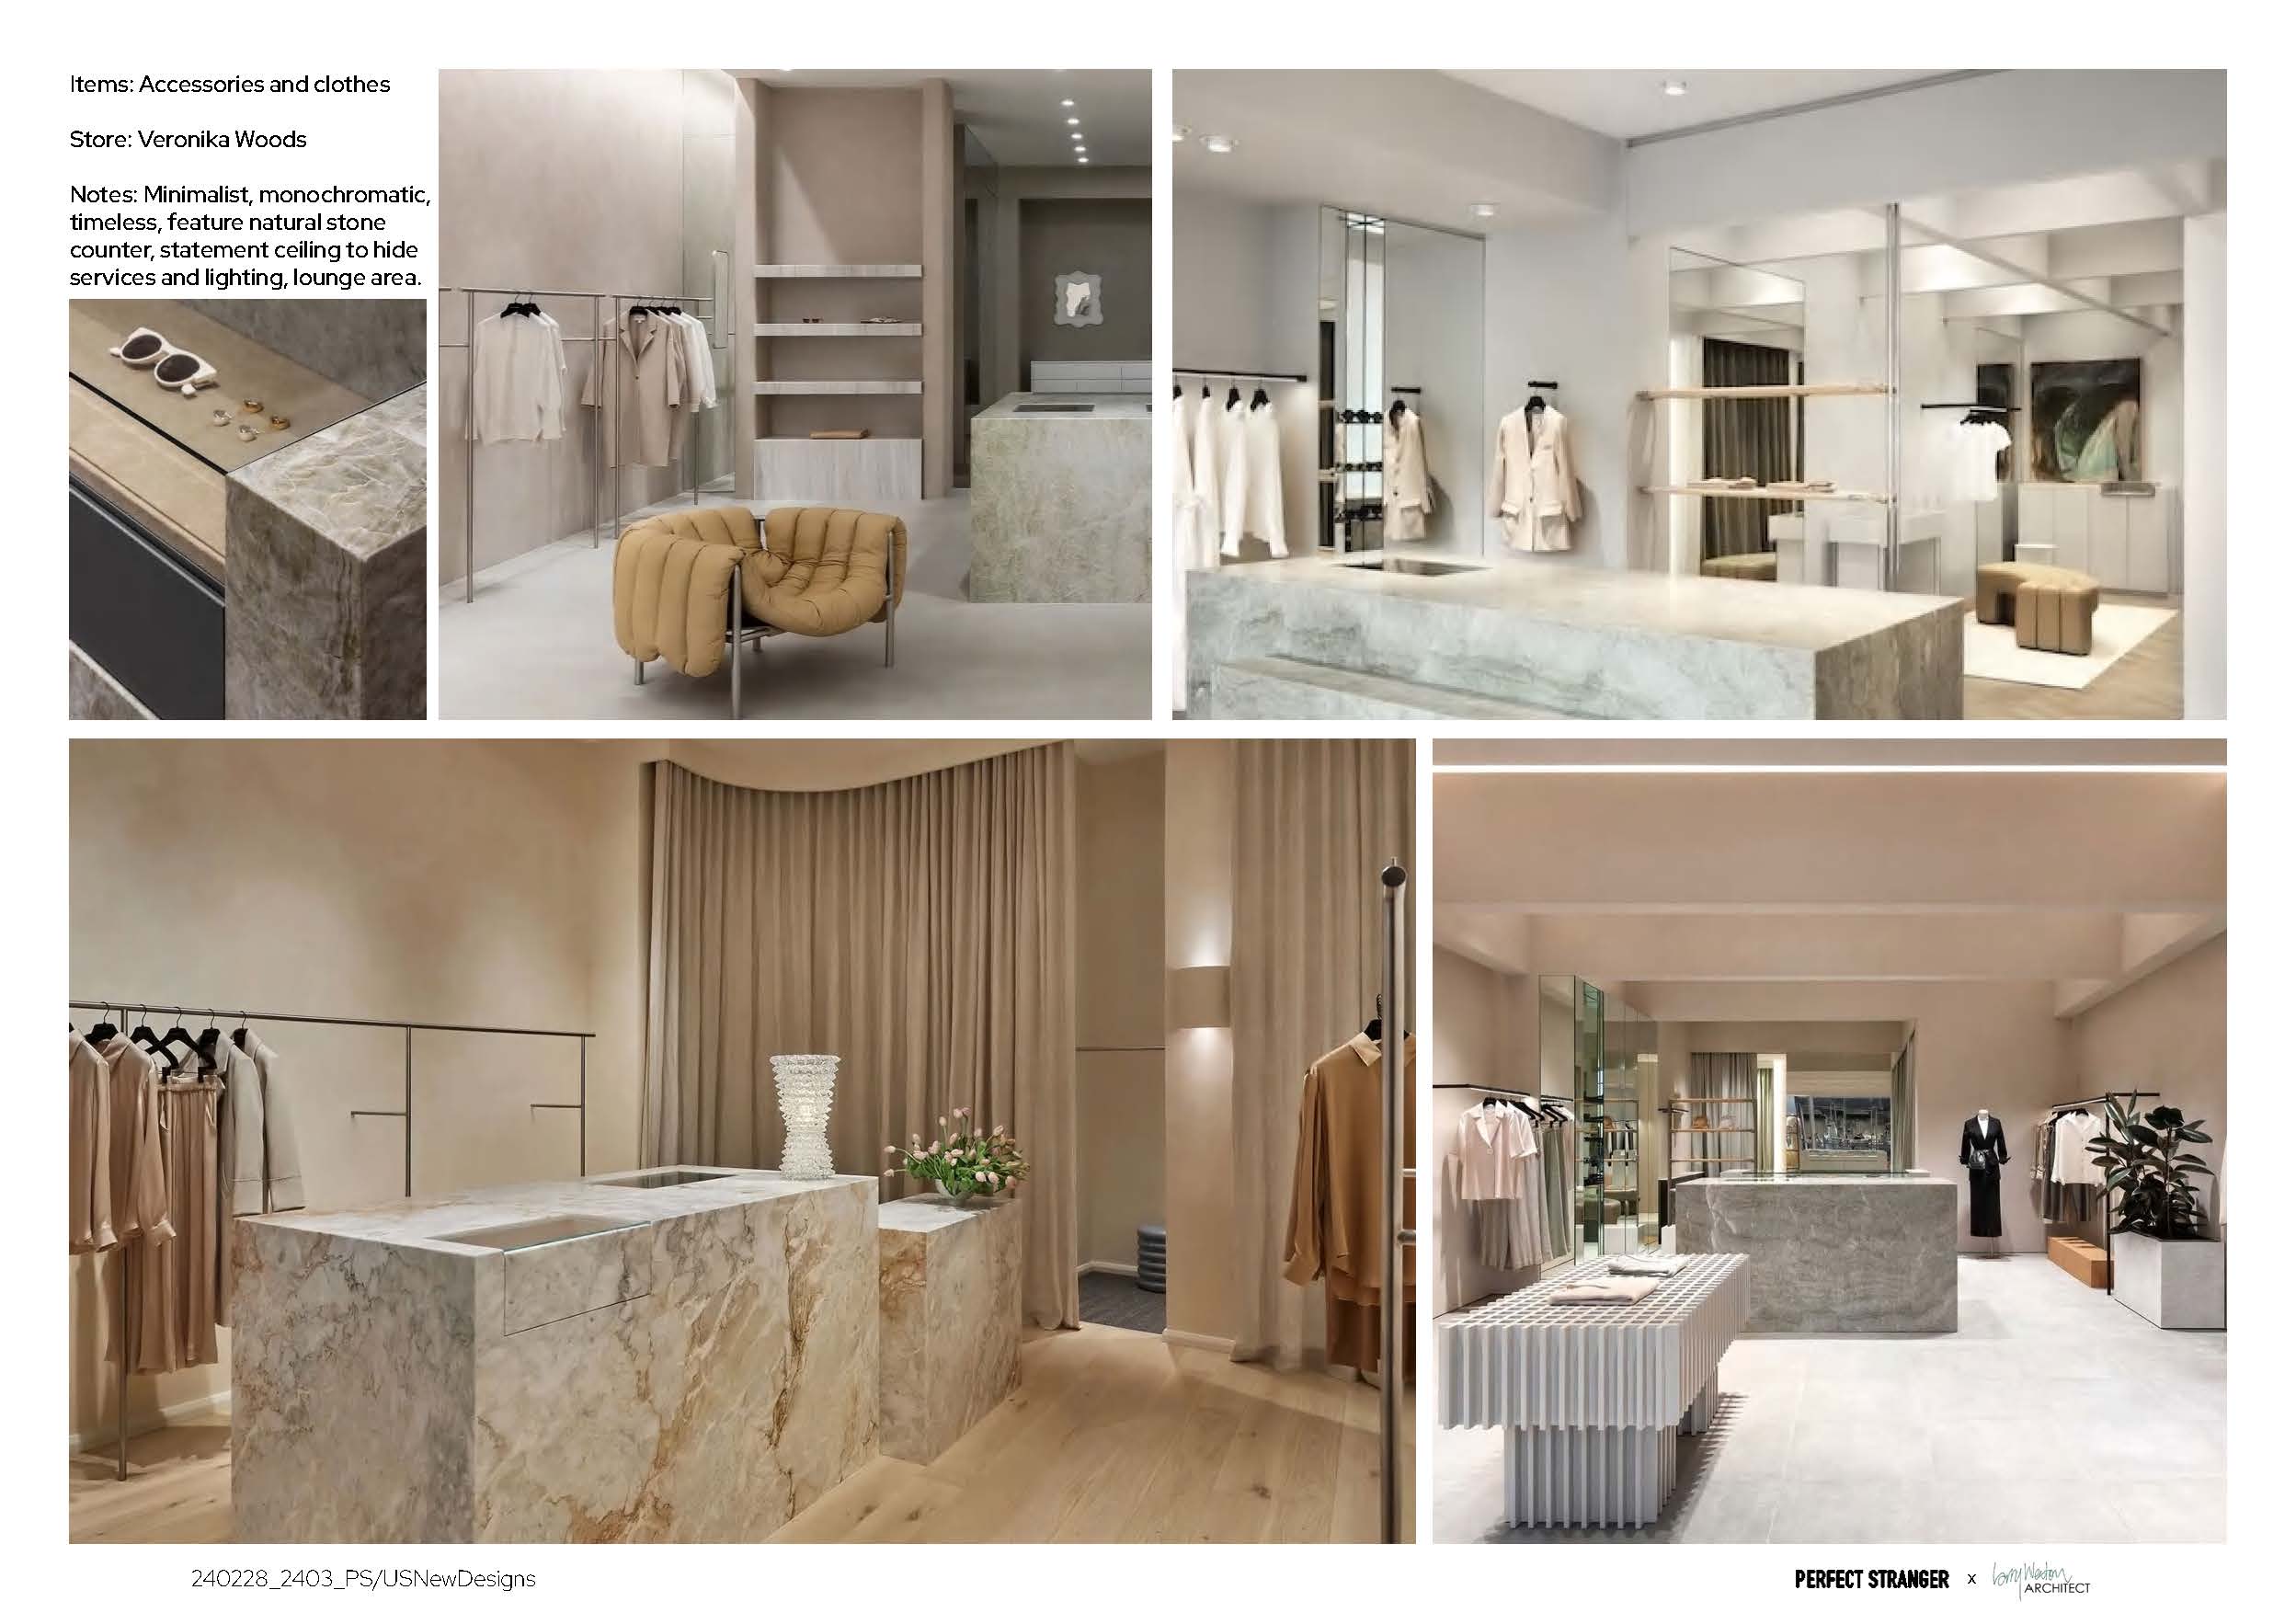 Items: Accessories and clothes
Store: Veronika Woods
Notes: Minimalist, monochromatic,
timeless, feature natural stone
counter, statement ceiling to hide
services and lighting, lounge area.
240228_2403_PS/USNewDesigns
PERFECT STRANGER x
ARCHITECT